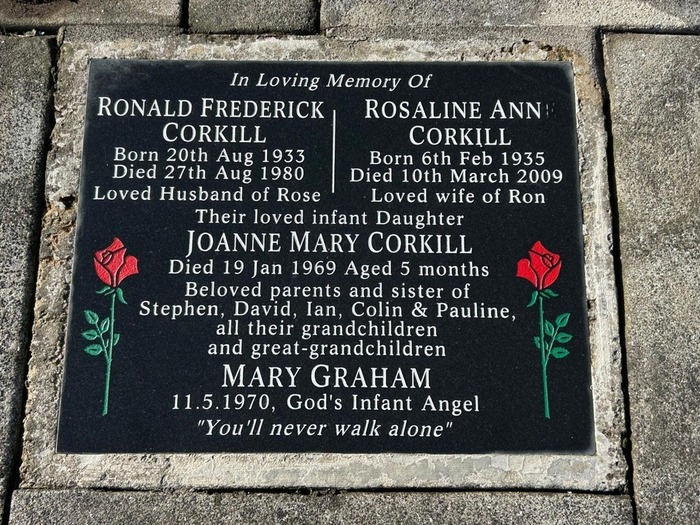 In Loving Memory Of
RONALD FREDERICK
CORKILL
Born 20th Aug 1933
Died 27th Aug 1980
Loved Husband of Rose
ROSALINE ANNE
CORKILL
Born 6th Feb 1935
Died 10th March 2009
Loved wife of Ron
Their loved infant Daughter
JOANNE MARY CORKILL
Died 19 Jan 1969 Aged 5 months
Beloved parents and sister of
Stephen, David, Ian, Colin & Pauline,
all their grandchildren
and great-grandchildren
MARY GRAHAM
11.5.1970, God's Infant Angel
"You'll never walk alone"